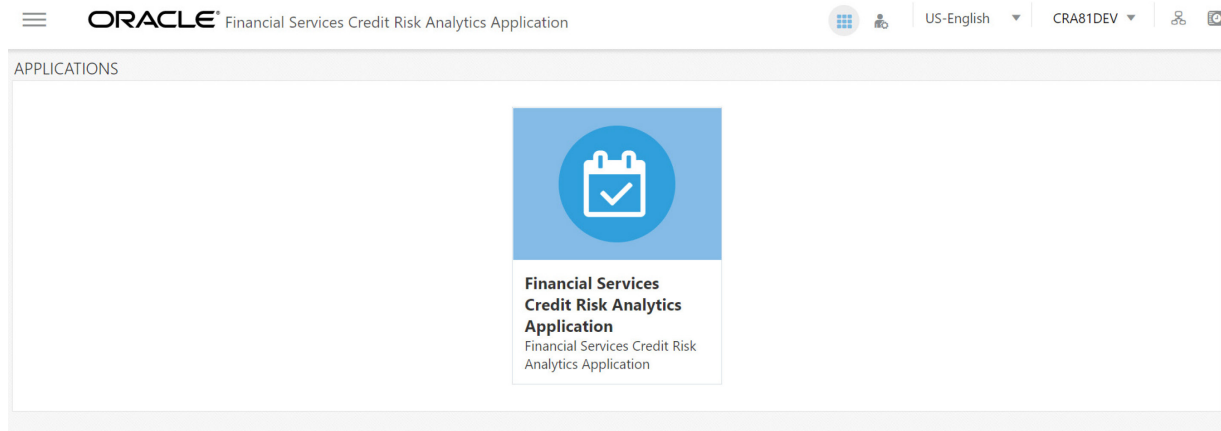 ORACLE® Financial Services Credit Risk Analytics Application
US-English
CRA81DEV
APPLICATIONS
Financial Services
Credit Risk Analytics
Application
Financial Services Credit Risk
Analytics Application